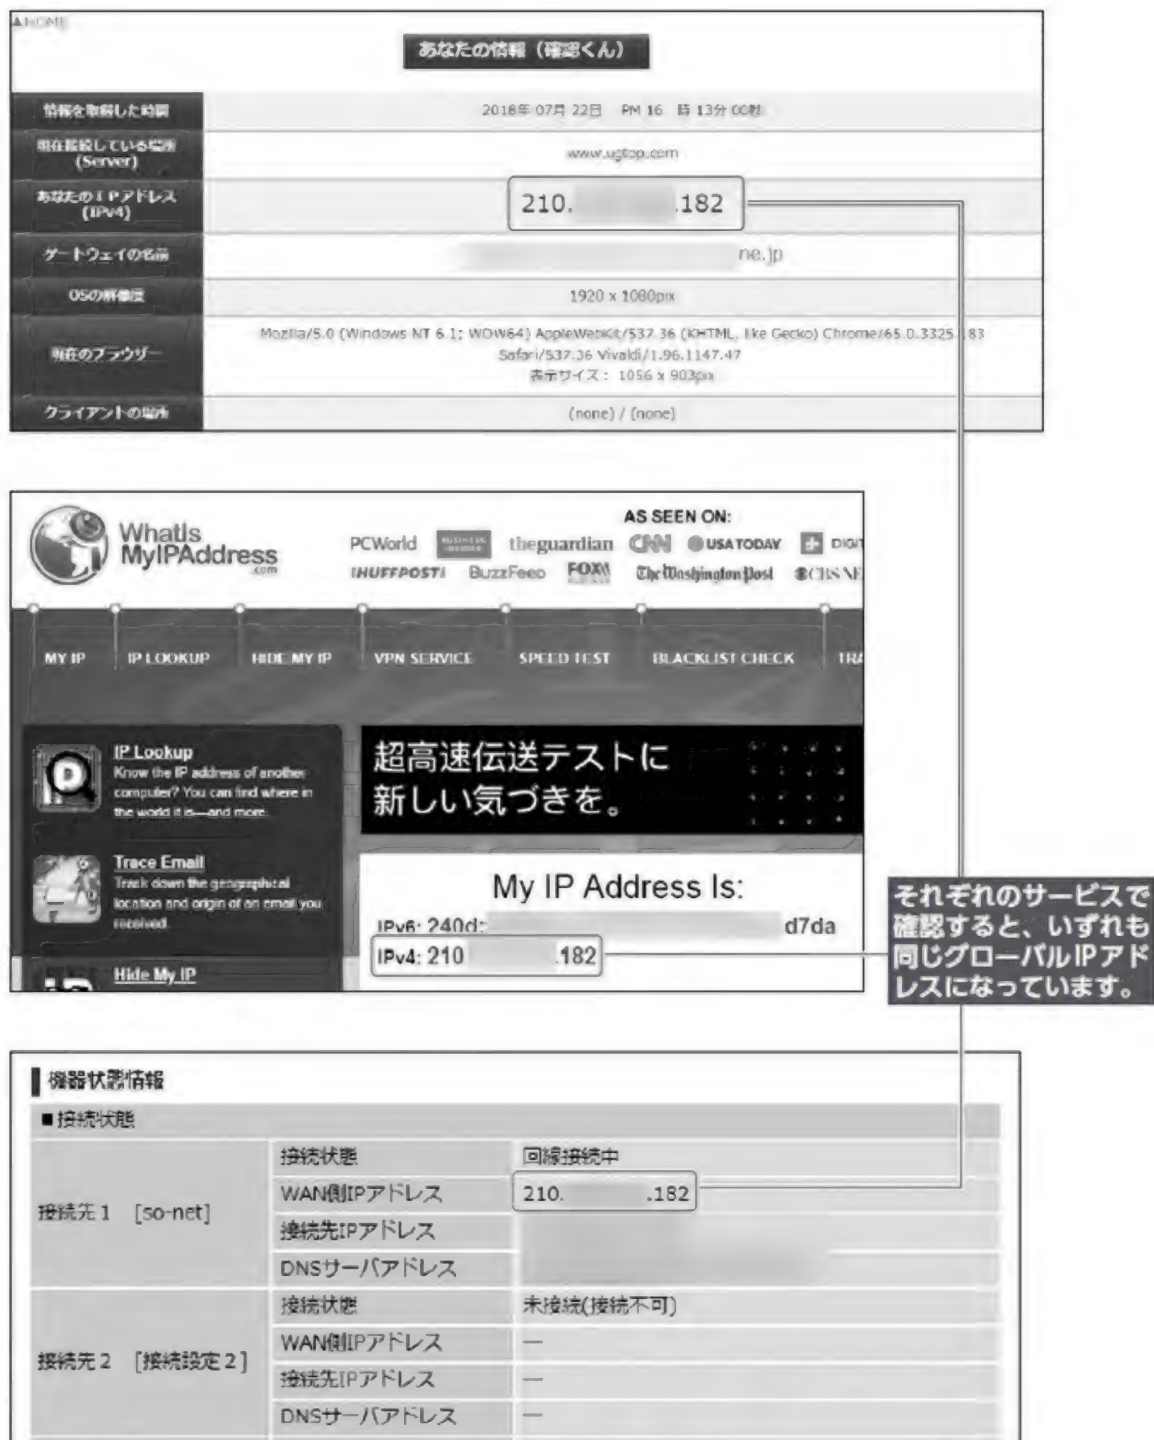 ▲HOME
あなたの情報（確認くん）
情報を取得した時間
2018年 07月 22日 PM 16 時 13分 00秒
現在接続している場所
(Server)
www.ugtop.com
あなたのＩＰアドレス
(IPv4)
210. .182
ゲートウェイの名前
ne.jp
OSの解像度
1920 x 1080pix
現在のブラウザー
Mozilla/5.0 (Windows NT 6.1; WOW64) AppleWebKit/537.36 (KHTML, like Gecko) Chrome/65.0.3325.183
Safari/537.36 Vivaldi/1.96.1147.47
表示サイズ： 1056 x 903pix
クライアントの場所
(none) / (none)
WhatIs
MyIPAddress
.com
AS SEEN ON:
PCWorld BUSINESS INSIDER theguardian CNN USA TODAY DIGIT
HUFFPOST BuzzFeed FOX The Washington Post CBS NE
MY IP IP LOOKUP HIDE MY IP VPN SERVICE SPEED TEST BLACKLIST CHECK TRA
IP Lookup
Know the IP address of another
computer? You can find where in
the world it is—and more.
Trace Email
Track down the geographical
location and origin of an email you
received.
Hide My IP
超高速伝送テストに
新しい気づきを。
My IP Address Is:
IPv6: 240d: d7da
IPv4: 210 .182
それぞれのサービスで
確認すると、いずれも
同じグローバルIPアド
レスになっています。
機器状態情報
■接続状態
接続先１ [so-net]
接続状態 回線接続中
WAN側IPアドレス 210. .182
接続先IPアドレス
DNSサーバアドレス
接続先２ [接続設定２]
接続状態 未接続(接続不可)
WAN側IPアドレス —
接続先IPアドレス —
DNSサーバアドレス —